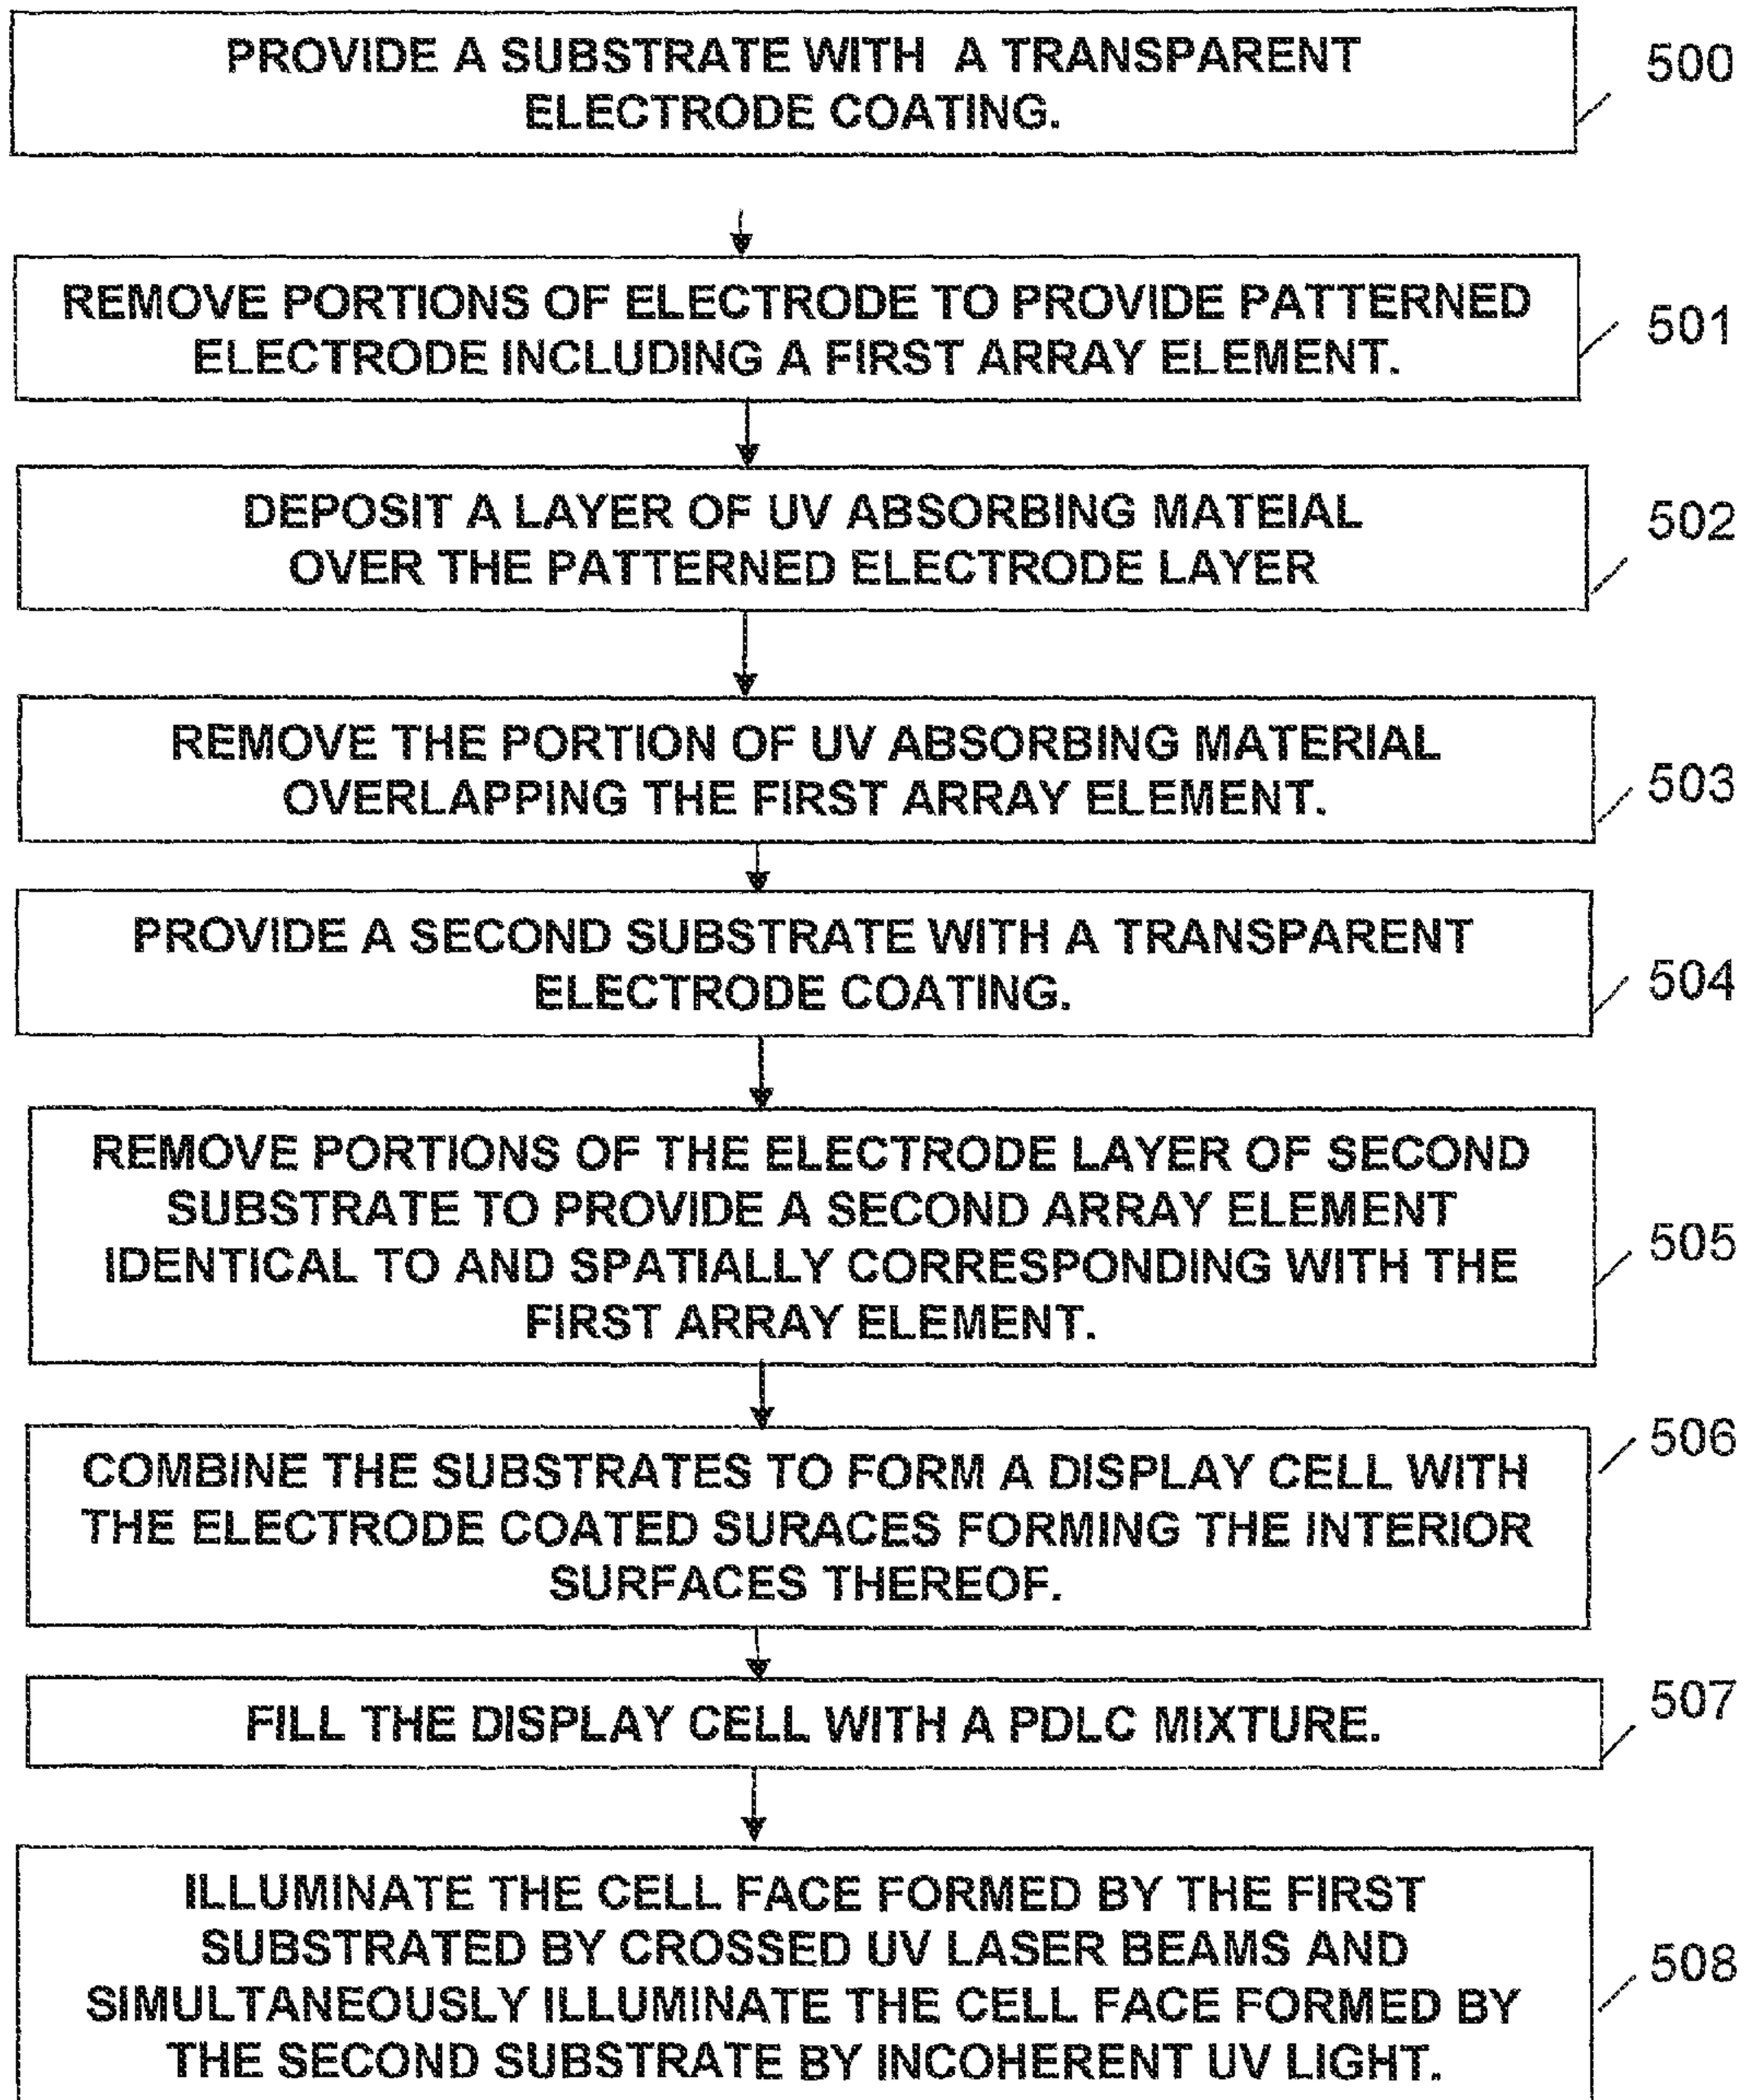 PROVIDE A SUBSTRATE WITH A TRANSPARENT
ELECTRODE COATING.
500
REMOVE PORTIONS OF ELECTRODE TO PROVIDE PATTERNED
ELECTRODE INCLUDING A FIRST ARRAY ELEMENT.
501
DEPOSIT A LAYER OF UV ABSORBING MATEIAL
OVER THE PATTERNED ELECTRODE LAYER
502
REMOVE THE PORTION OF UV ABSORBING MATERIAL
OVERLAPPING THE FIRST ARRAY ELEMENT.
503
PROVIDE A SECOND SUBSTRATE WITH A TRANSPARENT
ELECTRODE COATING.
504
REMOVE PORTIONS OF THE ELECTRODE LAYER OF SECOND
SUBSTRATE TO PROVIDE A SECOND ARRAY ELEMENT
IDENTICAL TO AND SPATIALLY CORRESPONDING WITH THE
FIRST ARRAY ELEMENT.
505
COMBINE THE SUBSTRATES TO FORM A DISPLAY CELL WITH
THE ELECTRODE COATED SURACES FORMING THE INTERIOR
SURFACES THEREOF.
506
FILL THE DISPLAY CELL WITH A PDLC MIXTURE.
507
ILLUMINATE THE CELL FACE FORMED BY THE FIRST
SUBSTRATED BY CROSSED UV LASER BEAMS AND
SIMULTANEOUSLY ILLUMINATE THE CELL FACE FORMED BY
THE SECOND SUBSTRATE BY INCOHERENT UV LIGHT.
508